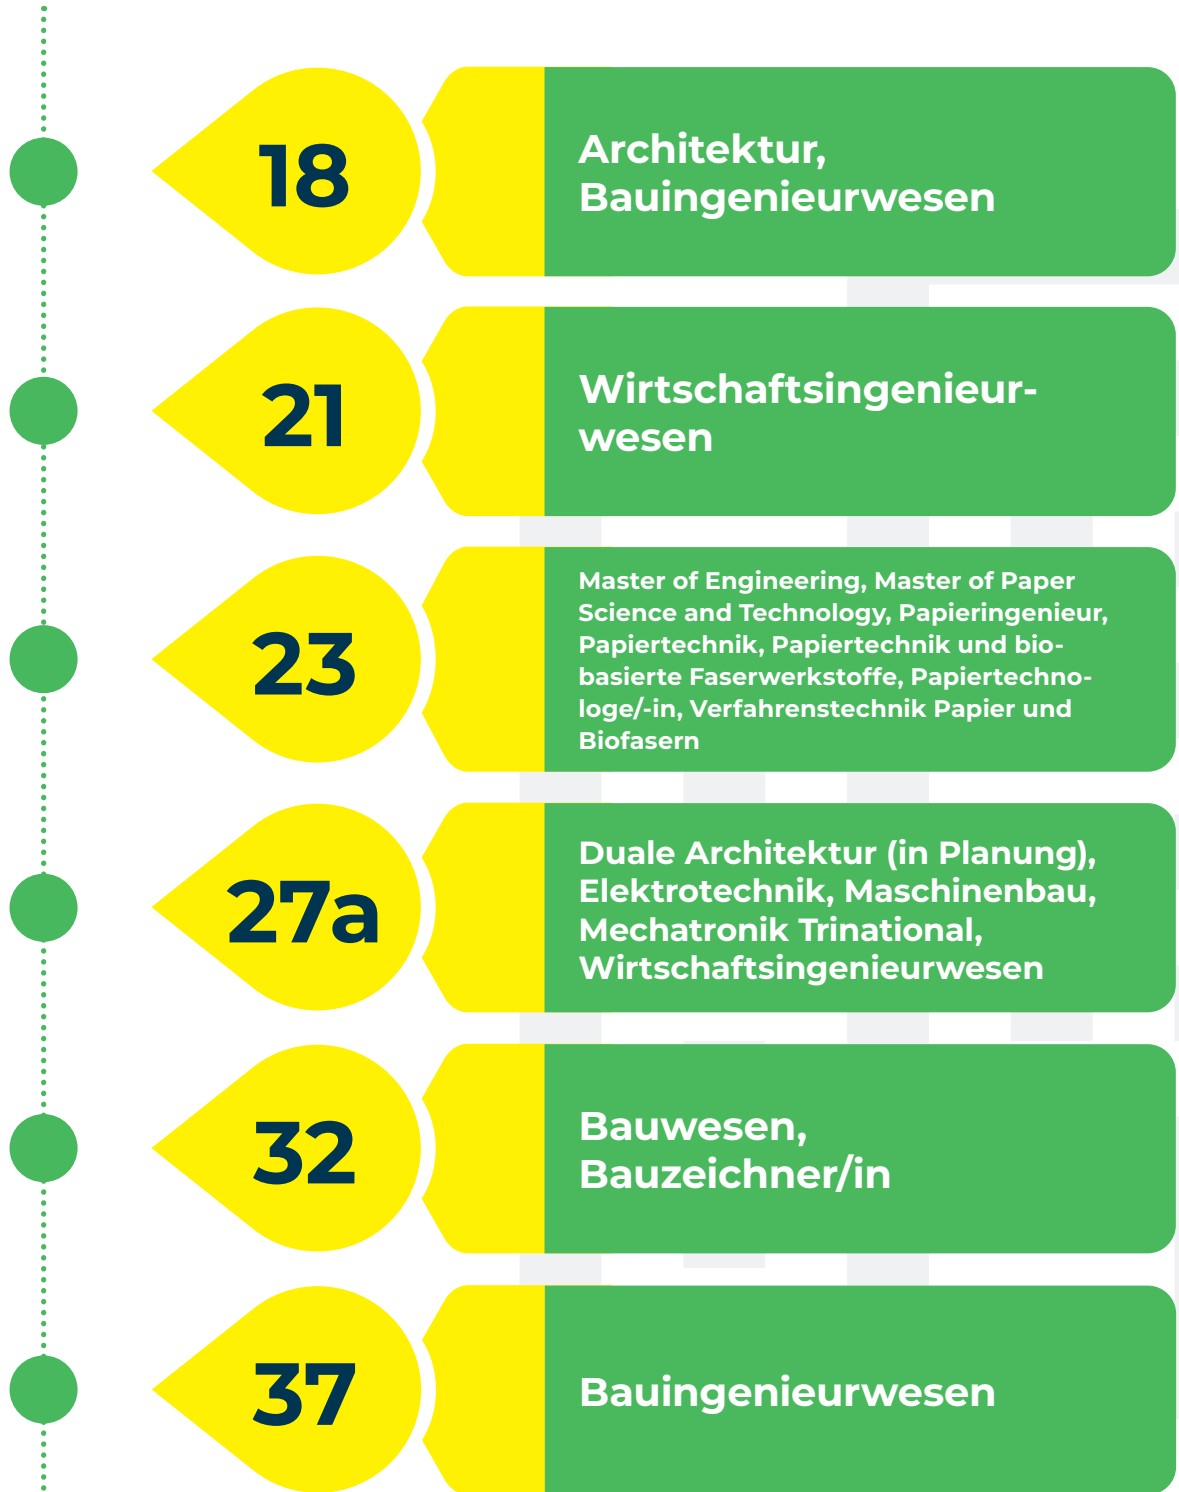 18
Architektur,
Bauingenieurwesen
21
Wirtschaftsingenieur-
wesen
23
Master of Engineering, Master of Paper
Science and Technology, Papieringenieur,
Papiertechnik, Papiertechnik und bio-
basierte Faserwerkstoffe, Papiertechno-
loge/-in, Verfahrenstechnik Papier und
Biofasern
27a
Duale Architektur (in Planung),
Elektrotechnik, Maschinenbau,
Mechatronik Trinational,
Wirtschaftsingenieurwesen
32
Bauwesen,
Bauzeichner/in
37
Bauingenieurwesen